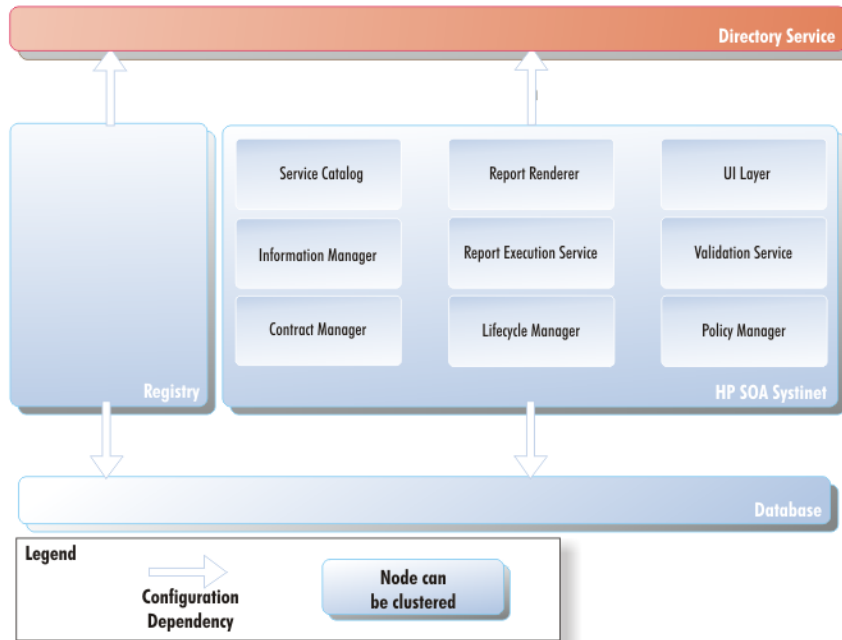 Directory Service
Service Catalog
Report Renderer
UI Layer
Information Manager
Report Execution Service
Validation Service
Contract Manager
Lifecycle Manager
Policy Manager
Registry
HP SOA Systinet
Database
Legend
Configuration
Dependency
Node can
be clustered